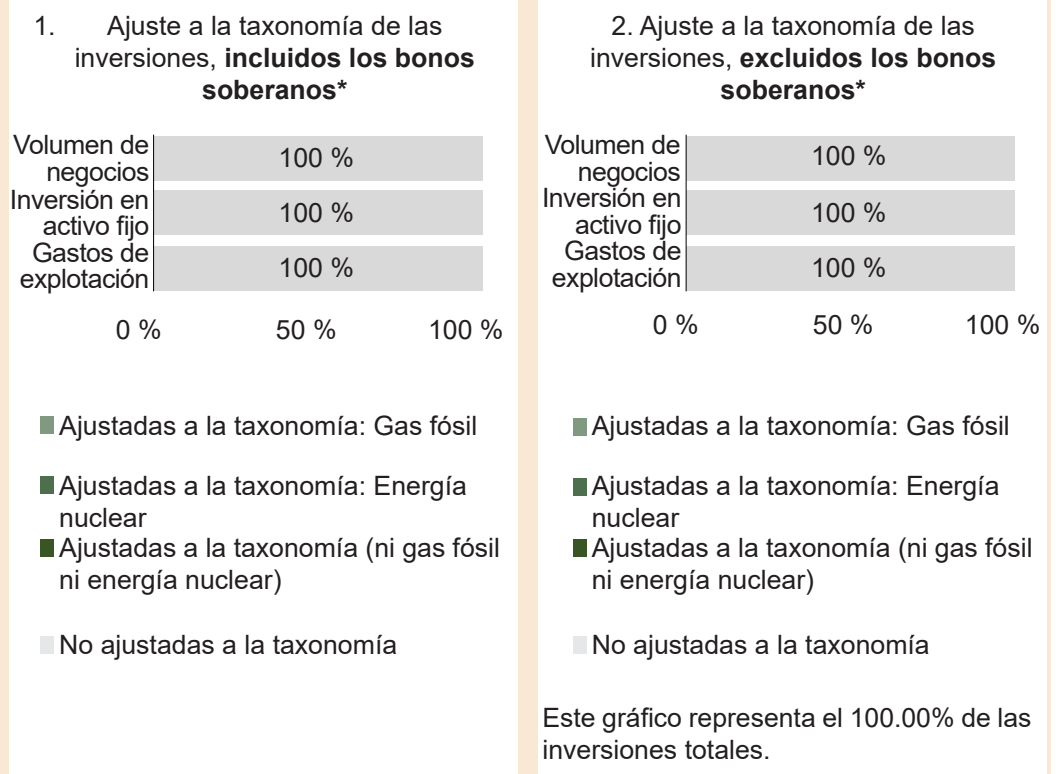 1. Ajuste a la taxonomía de las
inversiones, incluidos los bonos
soberanos*
Volumen de
negocios
100 %
Inversión en
activo fijo
100 %
Gastos de
explotación
100 %
0 % 50 % 100 %
Ajustadas a la taxonomía: Gas fósil
Ajustadas a la taxonomía: Energía
nuclear
Ajustadas a la taxonomía (ni gas fósil
ni energía nuclear)
No ajustadas a la taxonomía
2. Ajuste a la taxonomía de las
inversiones, excluidos los bonos
soberanos*
Volumen de
negocios
100 %
Inversión en
activo fijo
100 %
Gastos de
explotación
100 %
0 % 50 % 100 %
Ajustadas a la taxonomía: Gas fósil
Ajustadas a la taxonomía: Energía
nuclear
Ajustadas a la taxonomía (ni gas fósil
ni energía nuclear)
No ajustadas a la taxonomía
Este gráfico representa el 100.00% de las
inversiones totales.